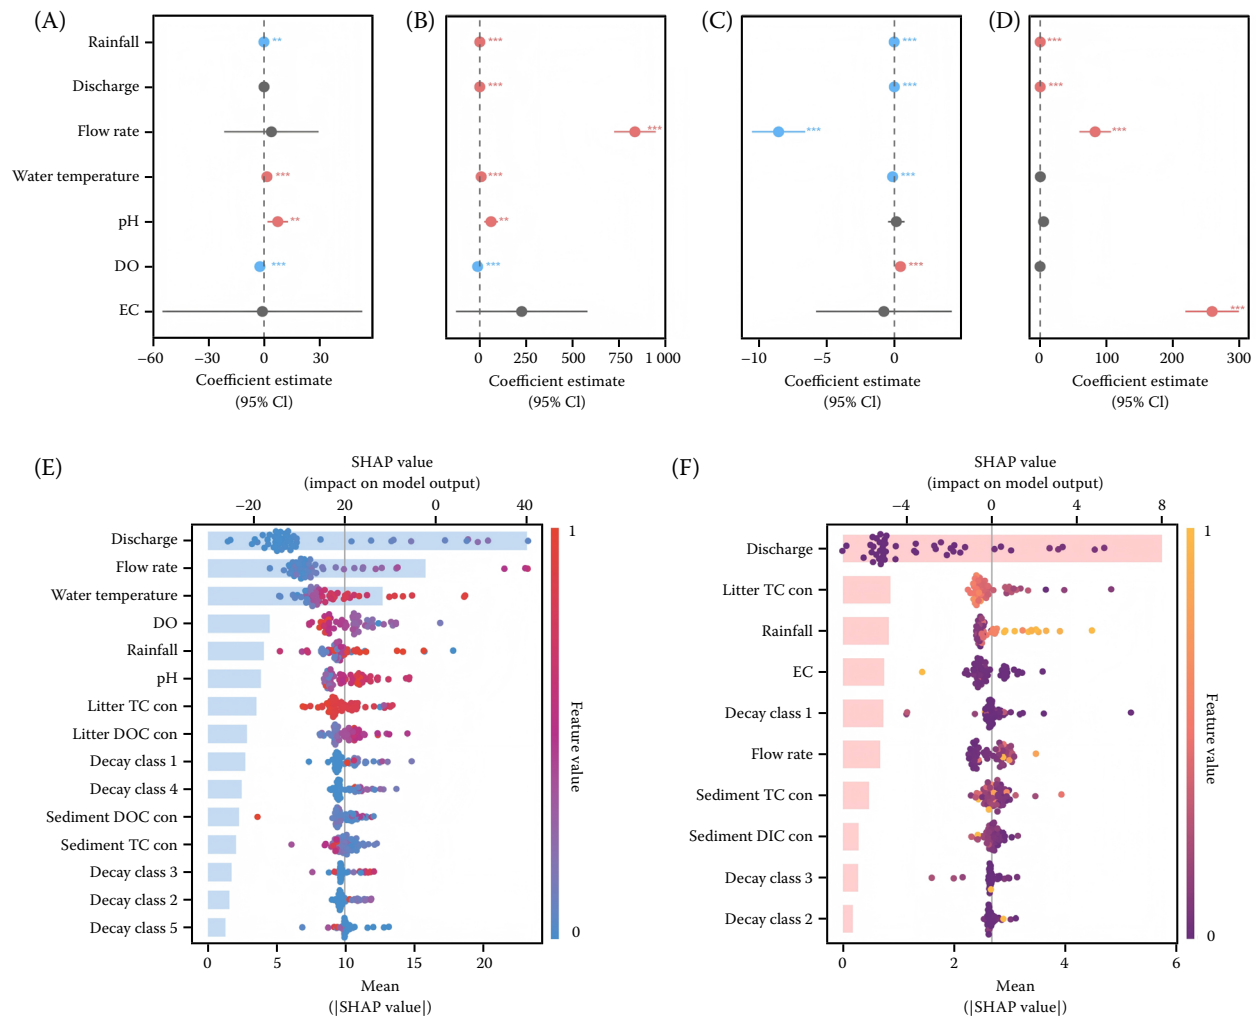 (A) (B) (C) (D)
Rainfall ** *** *** ***
Discharge *** *** ***
Flow rate *** *** ***
Water temperature *** *** ***
pH ** **
DO *** *** ***
EC ***
−60 −30 0 30 0 250 500 750 1 000 −10 −5 0 0 100 200 300
Coefficient estimate Coefficient estimate Coefficient estimate Coefficient estimate
(95% Cl) (95% Cl) (95% Cl) (95% Cl)
(E)
SHAP value
(impact on model output)
−20 20 0 40
Discharge
Flow rate
Water temperature
DO
Rainfall
pH
Litter TC con
Litter DOC con
Decay class 1
Decay class 4
Sediment DOC con
Sediment TC con
Decay class 3
Decay class 2
Decay class 5
0 5 10 15 20
Mean
(|SHAP value|)
1
Feature value
0
(F)
SHAP value
(impact on model output)
−4 0 4 8
Discharge
Litter TC con
Rainfall
EC
Decay class 1
Flow rate
Sediment TC con
Sediment DIC con
Decay class 3
Decay class 2
0 2 4 6
Mean
(|SHAP value|)
1
Feature value
0